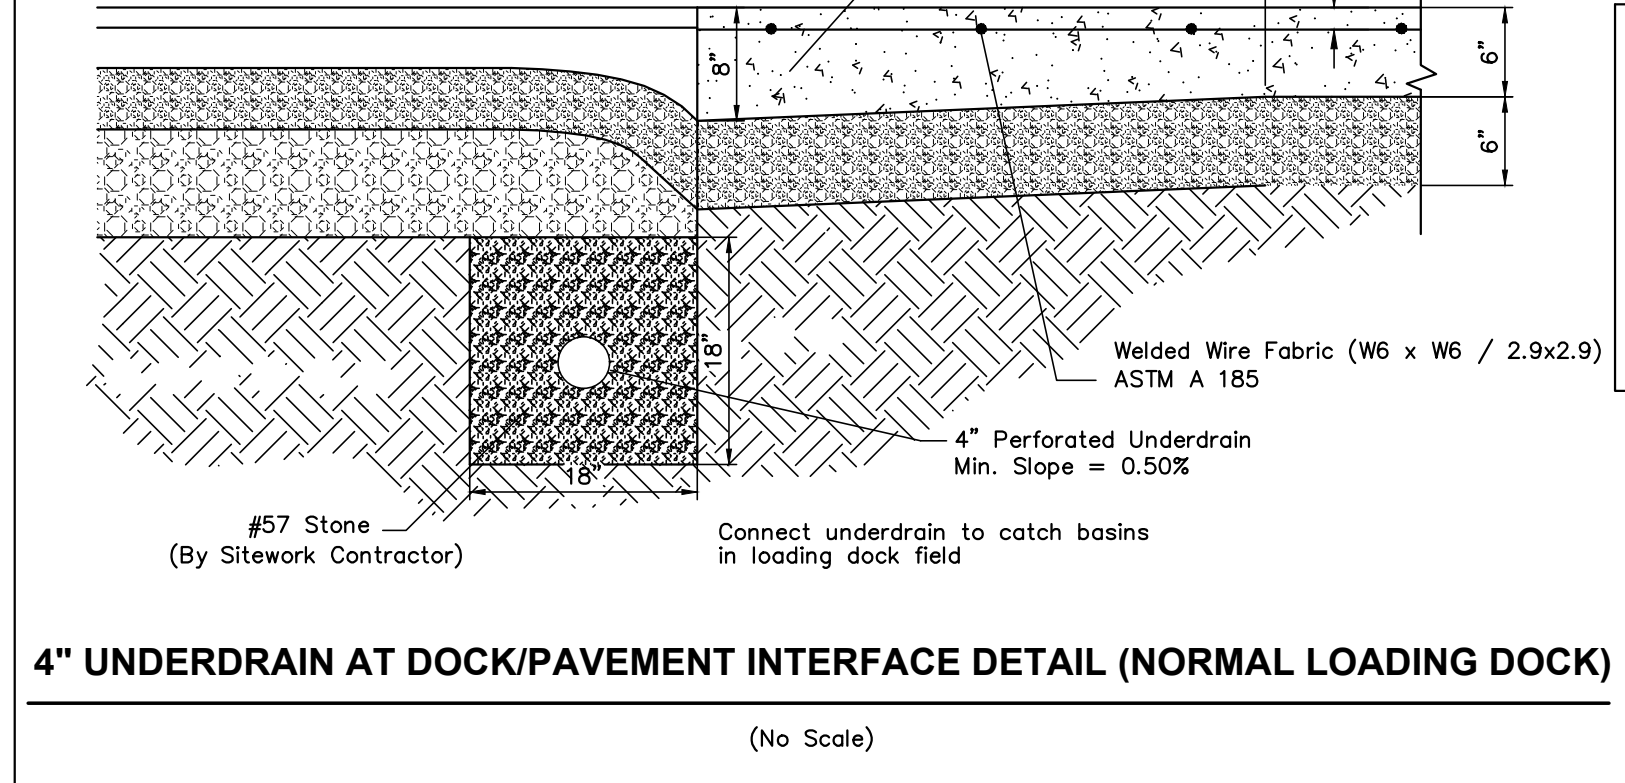 8"
6"
6"
18"
Welded Wire Fabric (W6 x W6 / 2.9x2.9)
ASTM A 185
4" Perforated Underdrain
Min. Slope = 0.50%
18"
#57 Stone
(By Sitework Contractor)
Connect underdrain to catch basins
in loading dock field
4" UNDERDRAIN AT DOCK/PAVEMENT INTERFACE DETAIL (NORMAL LOADING DOCK)
(No Scale)